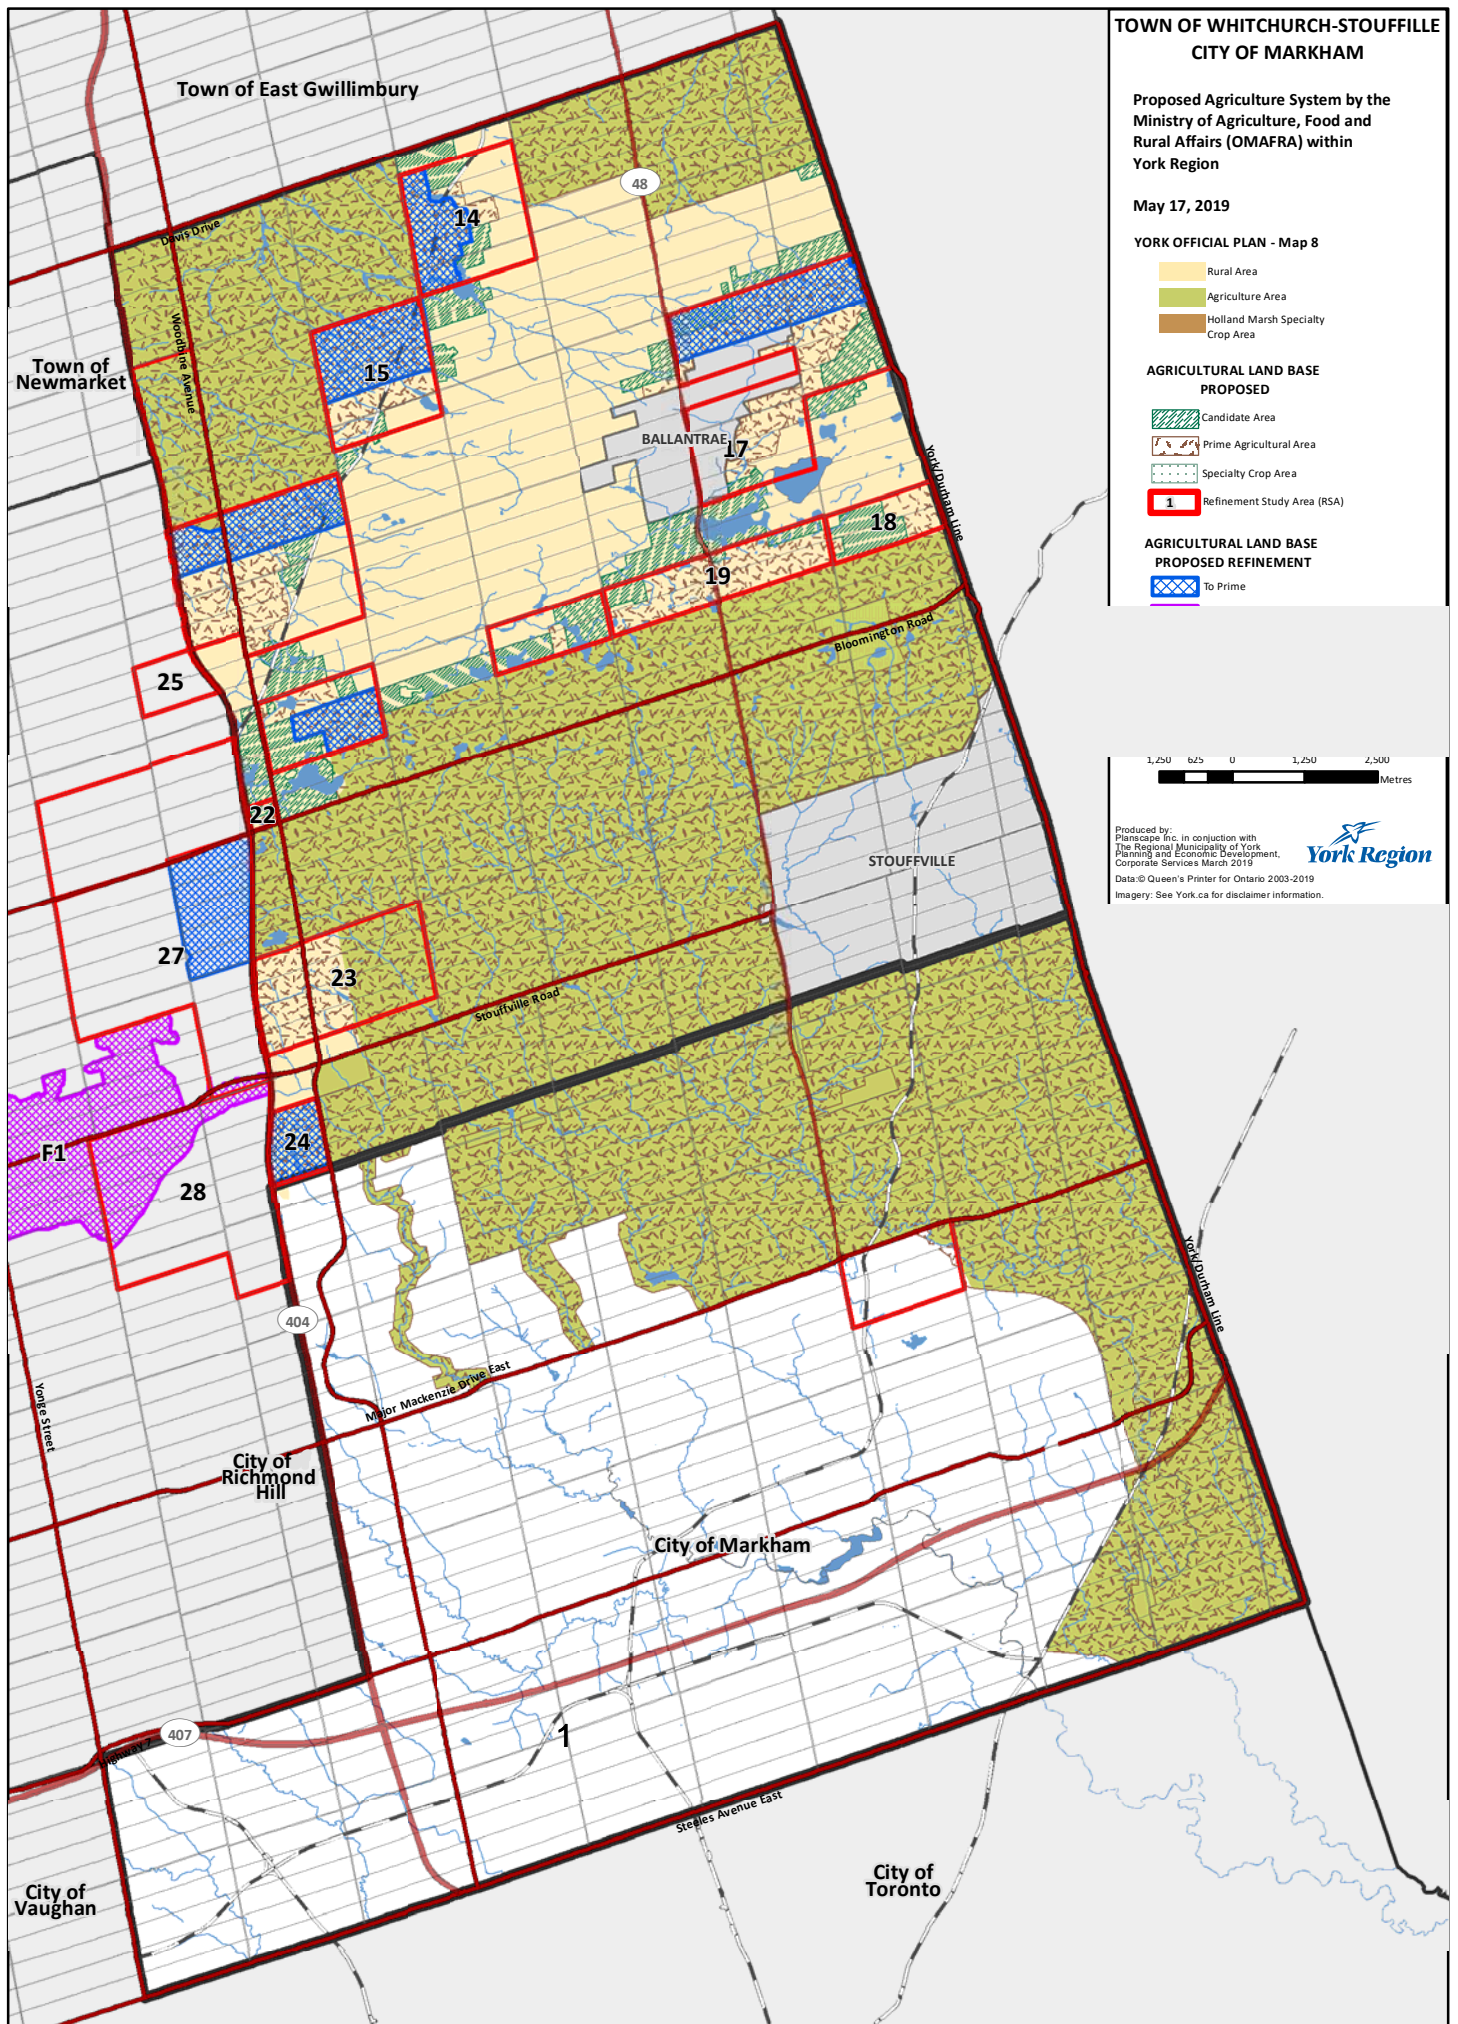 TOWN OF WHITCHURCH-STOUFFILLE
CITY OF MARKHAM
Proposed Agriculture System by the
Ministry of Agriculture, Food and
Rural Affairs (OMAFRA) within
York Region
May 17, 2019
YORK OFFICIAL PLAN - Map 8
Rural Area
Agriculture Area
Holland Marsh Specialty
Crop Area
AGRICULTURAL LAND BASE
PROPOSED
Candidate Area
Prime Agricultural Area
Specialty Crop Area
1 Refinement Study Area (RSA)
AGRICULTURAL LAND BASE
PROPOSED REFINEMENT
To Prime
1,250 625 0 1,250 2,500
Metres
Produced by:
Planscape Inc. in conjuction with
The Regional Municipality of York
Planning and Economic Development,
Corporate Services March 2019
York Region
Data:© Queen's Printer for Ontario 2003-2019
Imagery: See York.ca for disclaimer information.
Town of East Gwillimbury
48
14
Davis Drive
Woodbine Avenue
Town of
Newmarket
15
BALLANTRAE
17
York/Durham Line
18
19
Bloomington Road
25
22
STOUFFVILLE
27
23
Stouffville Road
24
F1
28
York/Durham Line
404
Major Mackenzie Drive East
Yonge Street
City of
Richmond
Hill
City of Markham
407
Highway 7
1
Steeles Avenue East
City of
Toronto
City of
Vaughan